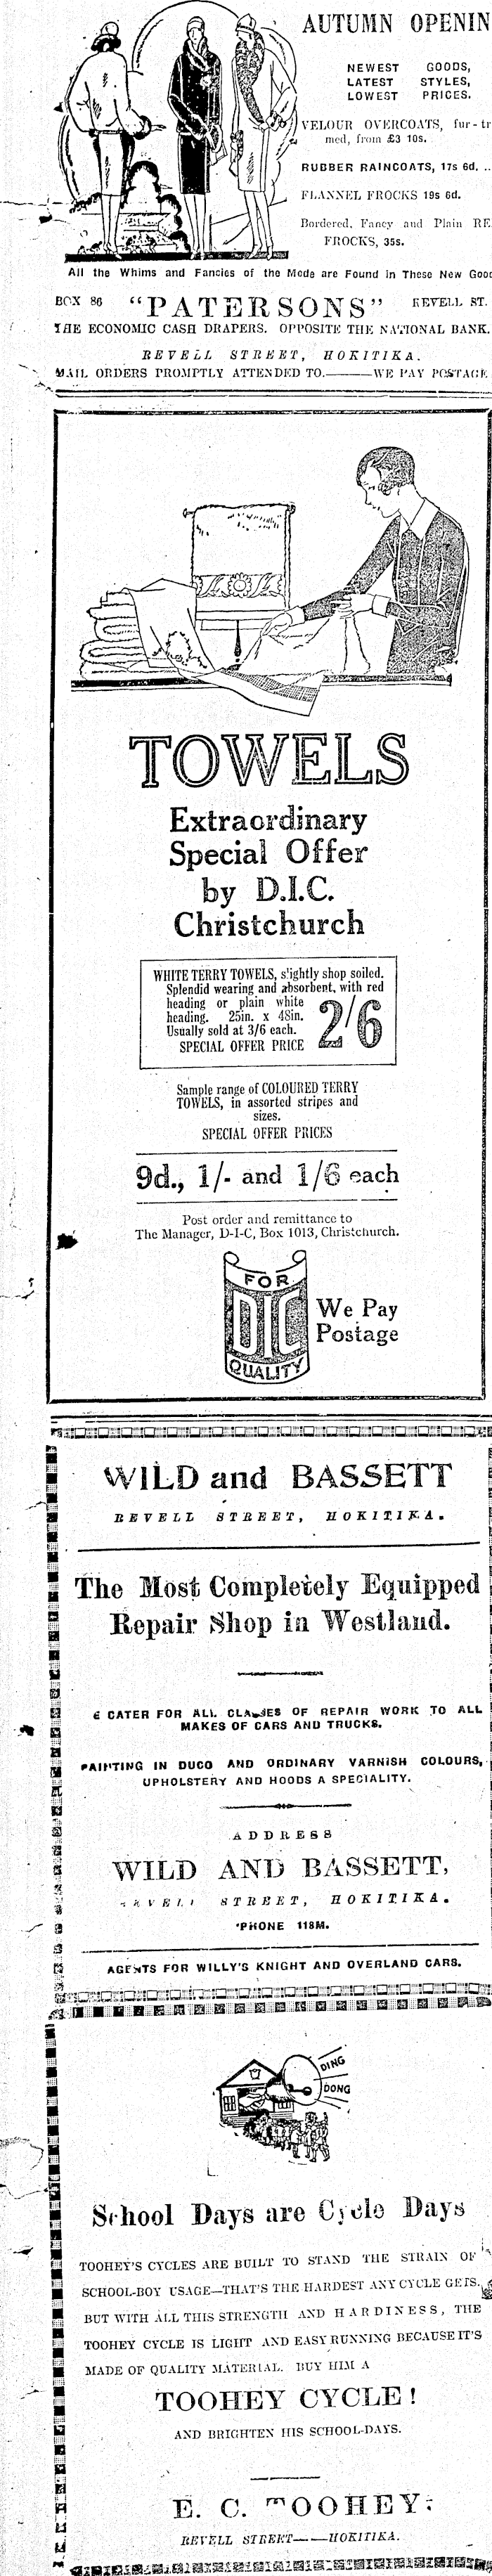 AUTUMN OPENIN
NEWEST GOODS,
LATEST STYLES,
LOWEST PRICES.
VELOUR OVERCOATS, fur-tr
med, from £3 10s.
RUBBER RAINCOATS, 17s 6d. ..
FLANNEL FROCKS 19s 6d.
Bordered, Fancy and Plain RE
FROCKS, 35s.
All the Whims and Fancies of the Mode are Found in These New Goo
BOX 86 "PATERSONS" REVELL ST.
THE ECONOMIC CASH DRAPERS. OPPOSITE THE NATIONAL BANK.
REVELL STREET, HOKITIKA.
MAIL ORDERS PROMPTLY ATTENDED TO.——WE PAY POSTAGE
TOWELS
Extraordinary
Special Offer
by D.I.C.
Christchurch
WHITE TERRY TOWELS, slightly shop soiled.
Splendid wearing and absorbent, with red
heading or plain white
heading. 25in. x 48in.
Usually sold at 3/6 each.
SPECIAL OFFER PRICE
2/6
Sample range of COLOURED TERRY
TOWELS, in assorted stripes and
sizes.
SPECIAL OFFER PRICES
9d., 1/- and 1/6 each
Post order and remittance to
The Manager, D-I-C, Box 1013, Christchurch.
FOR
DIC
QUALITY
We Pay
Postage
WILD and BASSETT
REVELL STREET, HOKITIKA.
The Most Completely Equipped
Repair Shop in Westland.
E CATER FOR ALL CLASSES OF REPAIR WORK TO ALL
MAKES OF CARS AND TRUCKS.
PAINTING IN DUCO AND ORDINARY VARNISH COLOURS,
UPHOLSTERY AND HOODS A SPECIALITY.
ADDRESS
WILD AND BASSETT,
REVELL STREET, HOKITIKA.
'PHONE 118M.
AGENTS FOR WILLY'S KNIGHT AND OVERLAND CARS.
DING
DONG
School Days are Cycle Days
TOOHEY'S CYCLES ARE BUILT TO STAND THE STRAIN OF
SCHOOL-BOY USAGE—THAT'S THE HARDEST ANY CYCLE GETS.
BUT WITH ALL THIS STRENGTH AND HARDINESS, THE
TOOHEY CYCLE IS LIGHT AND EASY RUNNING BECAUSE IT'S
MADE OF QUALITY MATERIAL. BUY HIM A
TOOHEY CYCLE!
AND BRIGHTEN HIS SCHOOL-DAYS.
E. C. TOOHEY.
REVELL STREET——HOKITIKA.